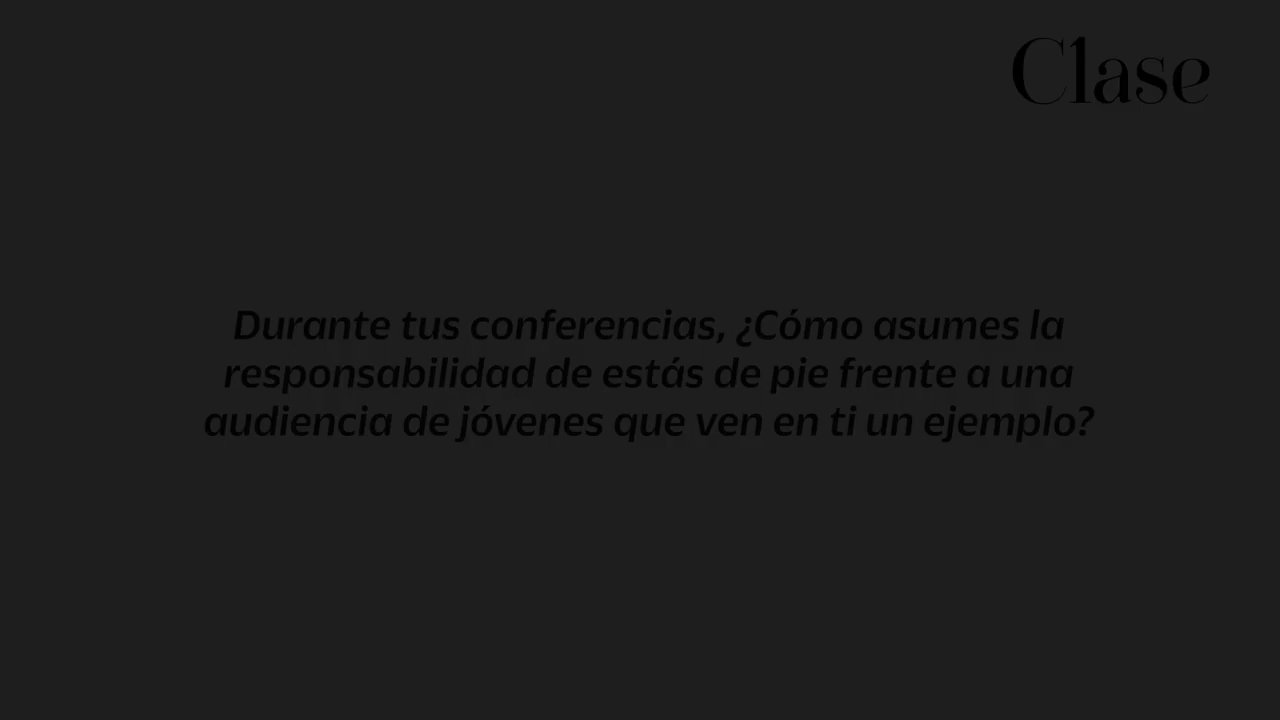 Clase
Durante tus conferencias, ¿Cómo asumes la
responsabilidad de estás de pie frente a una
audiencia de jóvenes que ven en ti un ejemplo?